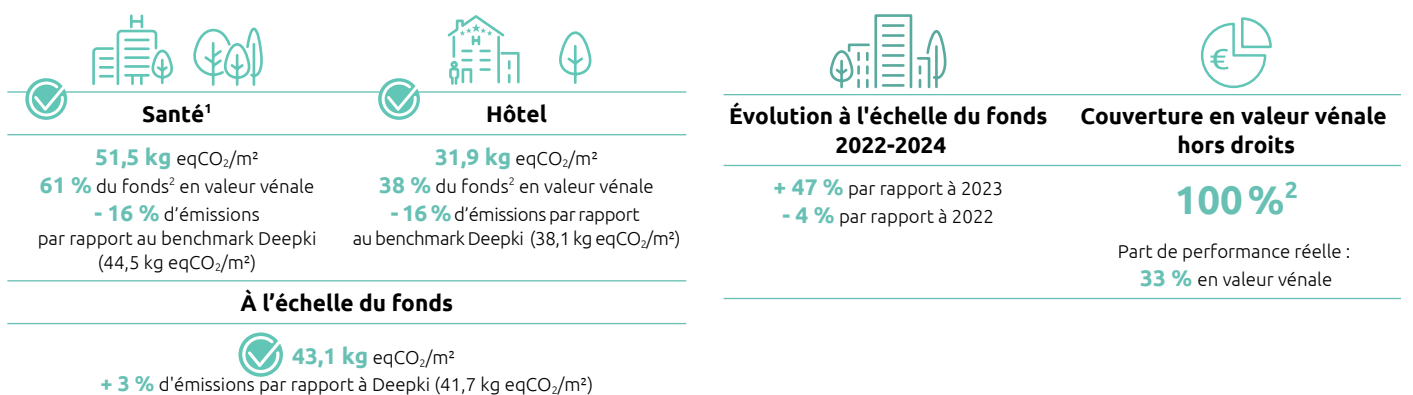 H
Santé¹
51,5 kg eqCO₂/m²
61 % du fonds² en valeur vénale
- 16 % d’émissions
par rapport au benchmark Deepki
(44,5 kg eqCO₂/m²)
H
Hôtel
31,9 kg eqCO₂/m²
38 % du fonds² en valeur vénale
- 16 % d’émissions par rapport
au benchmark Deepki (38,1 kg eqCO₂/m²)
À l’échelle du fonds
43,1 kg eqCO₂/m²
+ 3 % d'émissions par rapport à Deepki (41,7 kg eqCO₂/m²)
Évolution à l'échelle du fonds
2022-2024
+ 47 % par rapport à 2023
- 4 % par rapport à 2022
€
Couverture en valeur vénale
hors droits
100 %²
Part de performance réelle :
33 % en valeur vénale